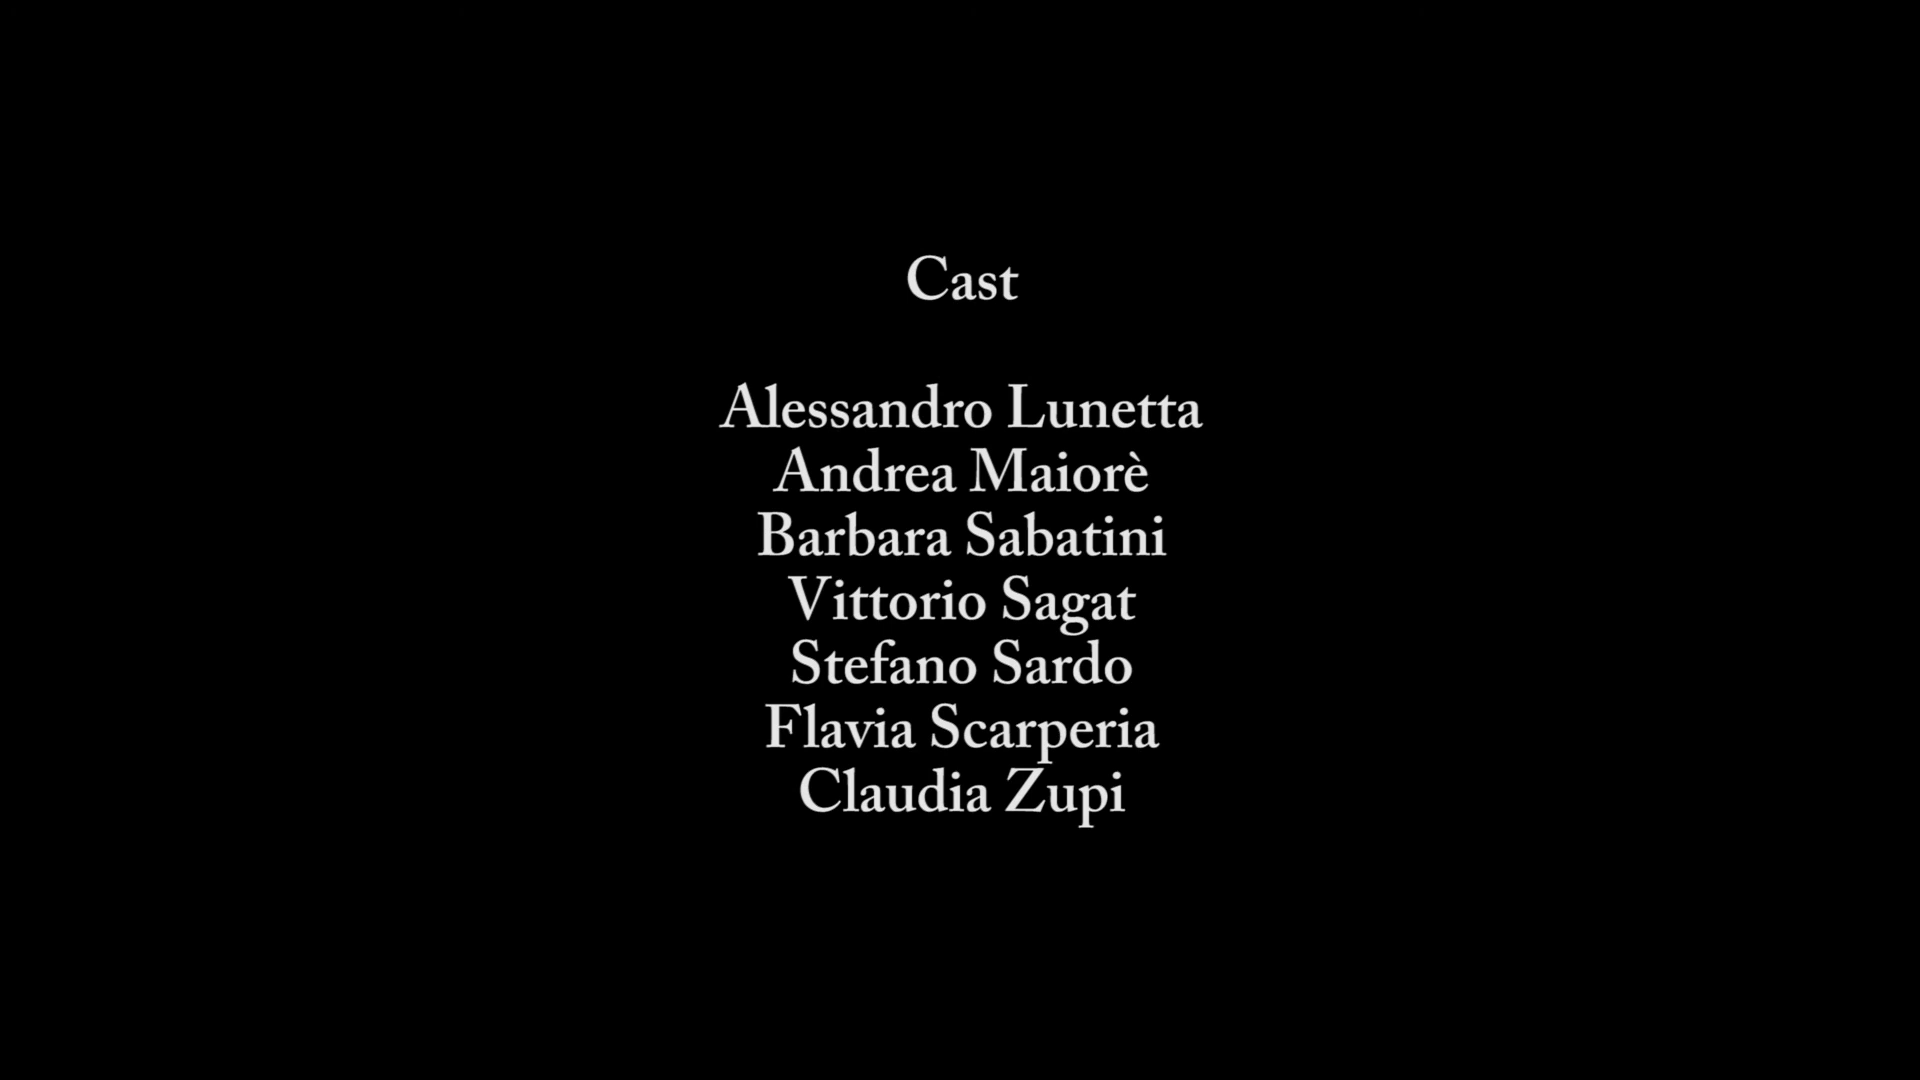 Cast
Alessandro Lunetta
Andrea Maiorè
Barbara Sabatini
Vittorio Sagat
Stefano Sardo
Flavia Scarperia
Claudia Zupi